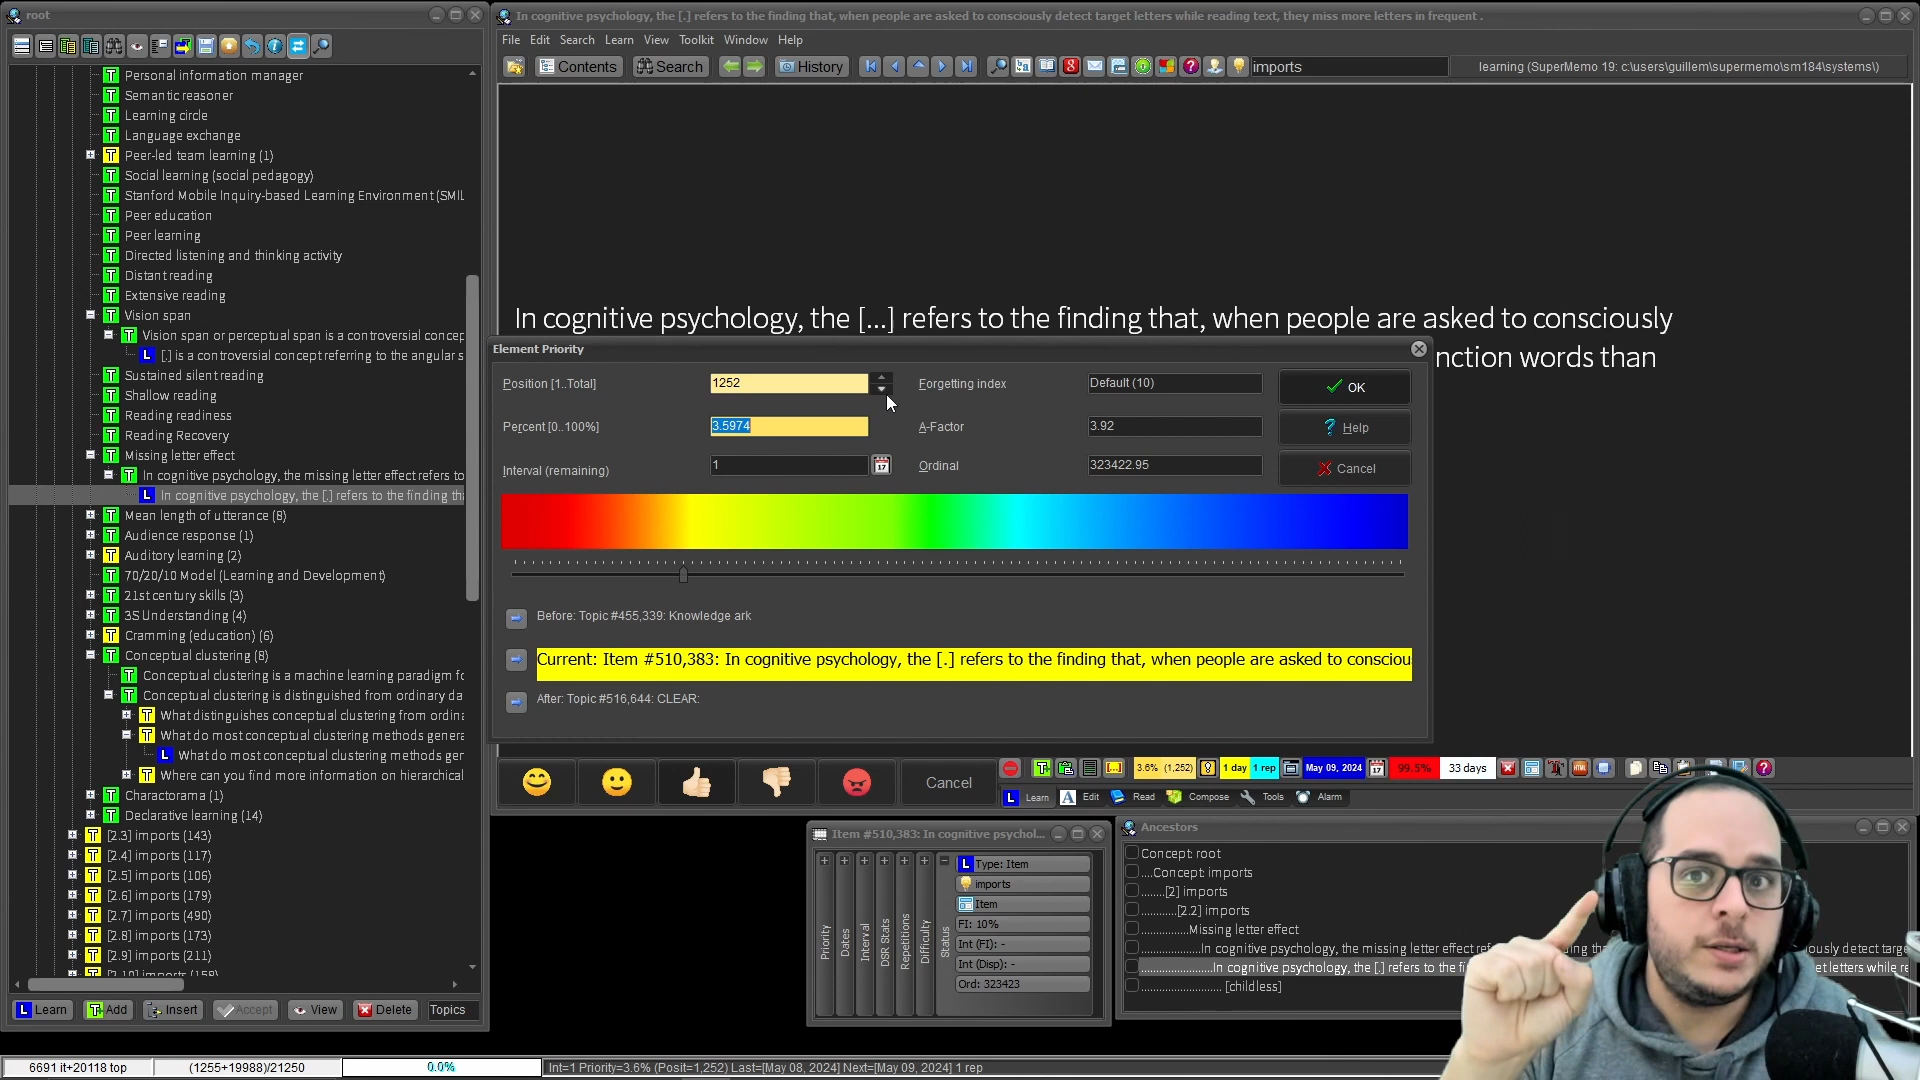 root
Personal information manager
Semantic reasoner
Learning circle
Language exchange
Peer-led team learning (1)
Social learning (social pedagogy)
Stanford Mobile Inquiry-based Learning Environment (SMIL
Peer education
Peer learning
Directed listening and thinking activity
Distant reading
Extensive reading
Vision span
Vision span or perceptual span is a controversial concep
[.] is a controversial concept referring to the angular s
Sustained silent reading
Shallow reading
Reading readiness
Reading Recovery
Missing letter effect
In cognitive psychology, the missing letter effect refers to
In cognitive psychology, the [.] refers to the finding tha
Mean length of utterance (8)
Audience response (1)
Auditory learning (2)
70/20/10 Model (Learning and Development)
21st century skills (3)
3S Understanding (4)
Cramming (education) (6)
Conceptual clustering (8)
Conceptual clustering is a machine learning paradigm fo
Conceptual clustering is distinguished from ordinary da
What distinguishes conceptual clustering from ordina
What do most conceptual clustering methods genera
What do most conceptual clustering methods ger
Where can you find more information on hierarchical
Charactorama (1)
Declarative learning (14)
[2.3] imports (143)
[2.4] imports (117)
[2.5] imports (106)
[2.6] imports (179)
[2.7] imports (490)
[2.8] imports (173)
[2.9] imports (211)
[2.10] imports (158)
Learn Add Insert Accept View Delete Topics
6691 it+20118 top (1255+19988)/21250 0.0% Int=1 Priority=3.6% (Posit=1,252) Last=[May 08, 2024] Next=[May 09, 2024] 1 rep
In cognitive psychology, the [.] refers to the finding that, when people are asked to consciously detect target letters while reading text, they miss more letters in frequent .
File Edit Search Learn View Toolkit Window Help
Contents Search History imports learning (SuperMemo 19: c:\users\guillem\supermemo\sm184\systems\)
In cognitive psychology, the [...] refers to the finding that, when people are asked to consciously
nction words than
Element Priority
Position [1..Total] 1252 Forgetting index Default (10) OK
Percent [0..100%] 3.5974 A-Factor 3.92 Help
Interval (remaining) 1 17 Ordinal 323422.95 Cancel
Before: Topic #455,339: Knowledge ark
Current: Item #510,383: In cognitive psychology, the [.] refers to the finding that, when people are asked to consciou
After: Topic #516,644: CLEAR:
Cancel 3.6% (1,252) 1 day 1 rep May 09, 2024 99.5% 33 days
Learn Edit Read Compose Tools Alarm
Item #510,383: In cognitive psychol...
Priority
Dates
Interval
DSR Stats
Repetitions
Difficulty
Status
Type: Item
imports
Item
FI: 10%
Int (FI): -
Int (Disp): -
Ord: 323423
Ancestors
Concept: root
....Concept: imports
........[2] imports
............[2.2] imports
................Missing letter effect
....................In cognitive psychology, the missing letter effect ref ing tha ously detect targe
........................In cognitive psychology, the [.] refers to the fi et letters while re
............................ [childless]